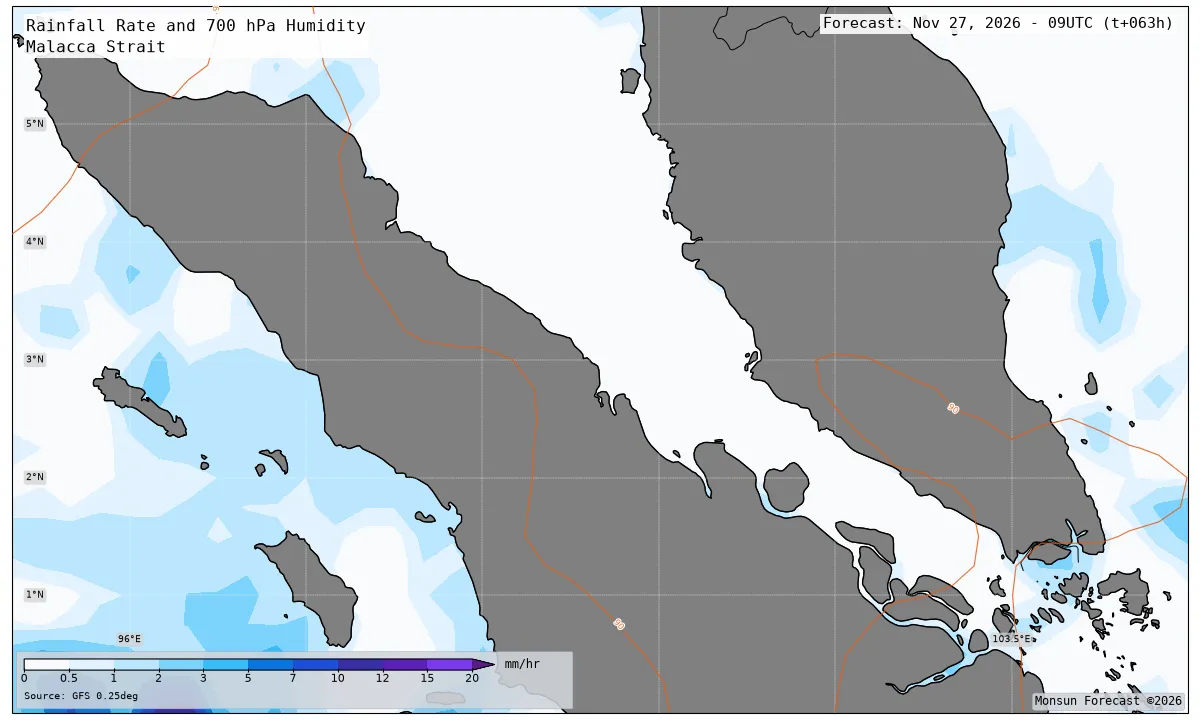 Rainfall Rate and 700 hPa Humidity
Malacca Strait
Forecast: Nov 27, 2026 - 09UTC (t+063h)
5°N
4°N
3°N
90
2°N
1°N
90
96°E
103.5°E
mm/hr
0 0.5 1 2 3 5 7 10 12 15 20
Source: GFS 0.25deg
Monsun Forecast ©2026